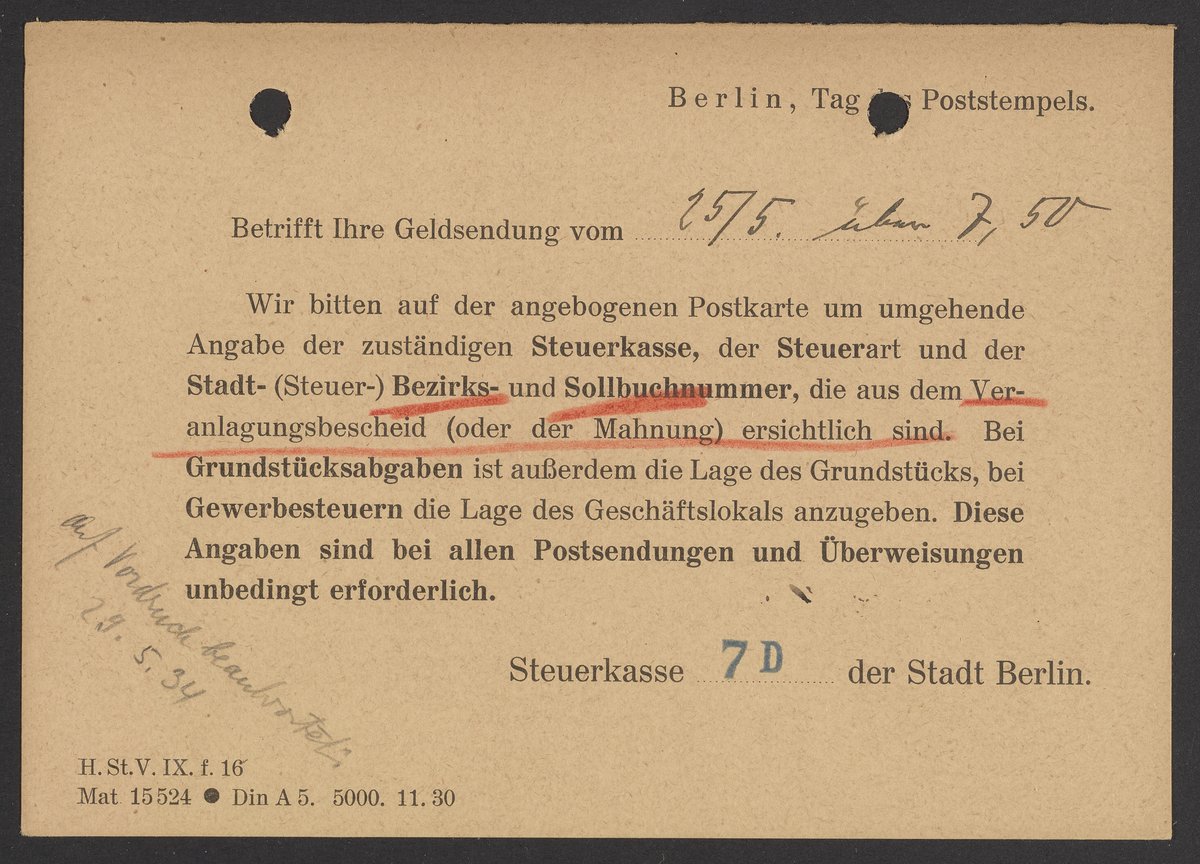 Berlin, Tag des Poststempels.
Betrifft Ihre Geldsendung vom 25/5. über 7,50
Wir bitten auf der angebogenen Postkarte um umgehende
Angabe der zuständigen Steuerkasse, der Steuerart und der
Stadt- (Steuer-) Bezirks- und Sollbuchnummer, die aus dem Ver-
anlagungsbescheid (oder der Mahnung) ersichtlich sind. Bei
Grundstücksabgaben ist außerdem die Lage des Grundstücks, bei
Gewerbesteuern die Lage des Geschäftslokals anzugeben. Diese
Angaben sind bei allen Postsendungen und Überweisungen
unbedingt erforderlich.
auf Vordruck beantwortet
29. 5. 34
Steuerkasse 7 D der Stadt Berlin.
H. St. V. IX. f. 16
Mat 15524 ● Din A 5. 5000. 11. 30